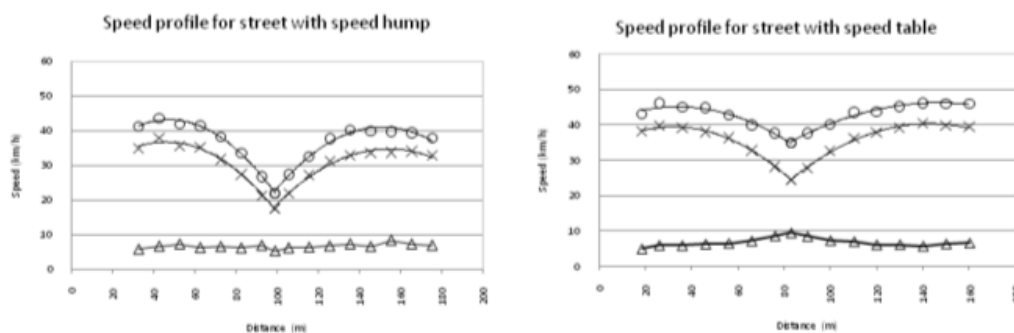 Speed profile for street with speed hump
60
50
40
30
20
10
0
Speed (km/h)
0 20 40 60 80 100 120 140 160 180 200
Distance (m)
Speed profile for street with speed table
60
50
40
30
20
10
0
Speed (km/h)
0 20 40 60 80 100 120 140 160 180
Distance (m)